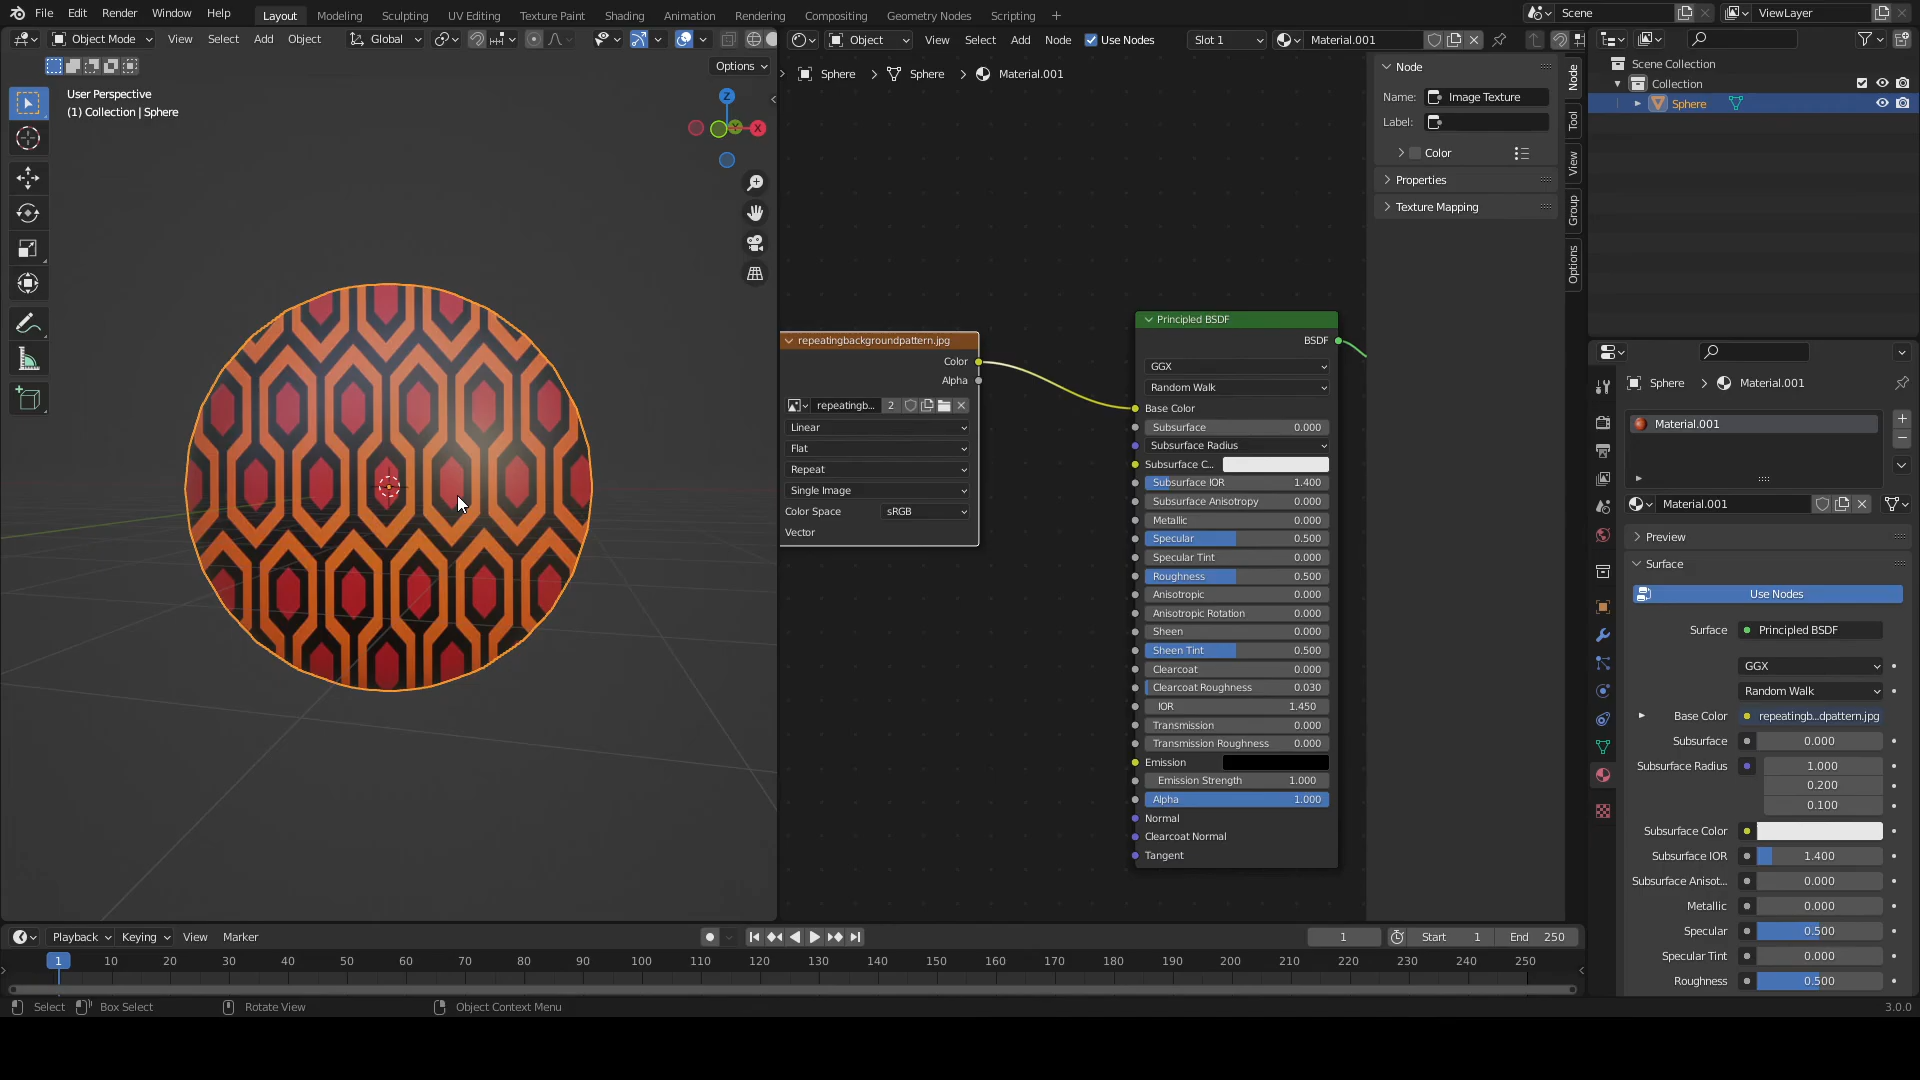 File Edit Render Window Help Layout Modeling Sculpting UV Editing Texture Paint Shading Animation Rendering Compositing Geometry Nodes Scripting + Scene ViewLayer
Object Mode View Select Add Object Global Object View Select Add Node Use Nodes Slot 1 Material.001
Options
Sphere > Sphere > Material.001
User Perspective
(1) Collection | Sphere
Z
Y
X
Node
Name: Image Texture
Label:
Color
Properties
Texture Mapping
Node
Tool
View
Group
Options
Scene Collection
Collection
Sphere
repeatingbackgroundpattern.jpg
Color
Alpha
repeatingb... 2
Linear
Flat
Repeat
Single Image
Color Space sRGB
Vector
Principled BSDF
BSDF
GGX
Random Walk
Base Color
Subsurface 0.000
Subsurface Radius
Subsurface C...
Subsurface IOR 1.400
Subsurface Anisotropy 0.000
Metallic 0.000
Specular 0.500
Specular Tint 0.000
Roughness 0.500
Anisotropic 0.000
Anisotropic Rotation 0.000
Sheen 0.000
Sheen Tint 0.500
Clearcoat 0.000
Clearcoat Roughness 0.030
IOR 1.450
Transmission 0.000
Transmission Roughness 0.000
Emission
Emission Strength 1.000
Alpha 1.000
Normal
Clearcoat Normal
Tangent
Sphere > Material.001
Material.001
Material.001
Preview
Surface
Use Nodes
Surface Principled BSDF
GGX
Random Walk
Base Color repeatingb...dpattern.jpg
Subsurface 0.000
Subsurface Radius 1.000
0.200
0.100
Subsurface Color
Subsurface IOR 1.400
Subsurface Anisot... 0.000
Metallic 0.000
Specular 0.500
Specular Tint 0.000
Roughness 0.500
Playback Keying View Marker 1 Start 1 End 250
1 10 20 30 40 50 60 70 80 90 100 110 120 130 140 150 160 170 180 190 200 210 220 230 240 250
Select Box Select Rotate View Object Context Menu 3.0.0